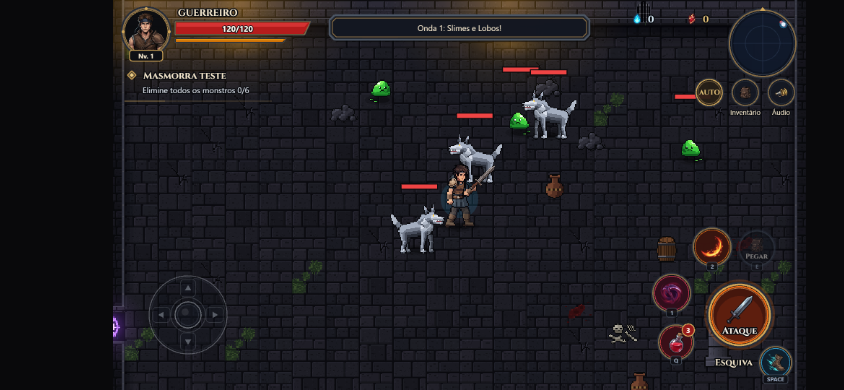 GUERREIRO
120/120
Nv. 1
Onda 1: Slimes e Lobos!
0
0
MASMORRA TESTE
Elimine todos os monstros 0/6
AUTO
Inventário
Áudio
2
PEGAR
1
ATAQUE
3
Q
ESQUIVA
SPACE